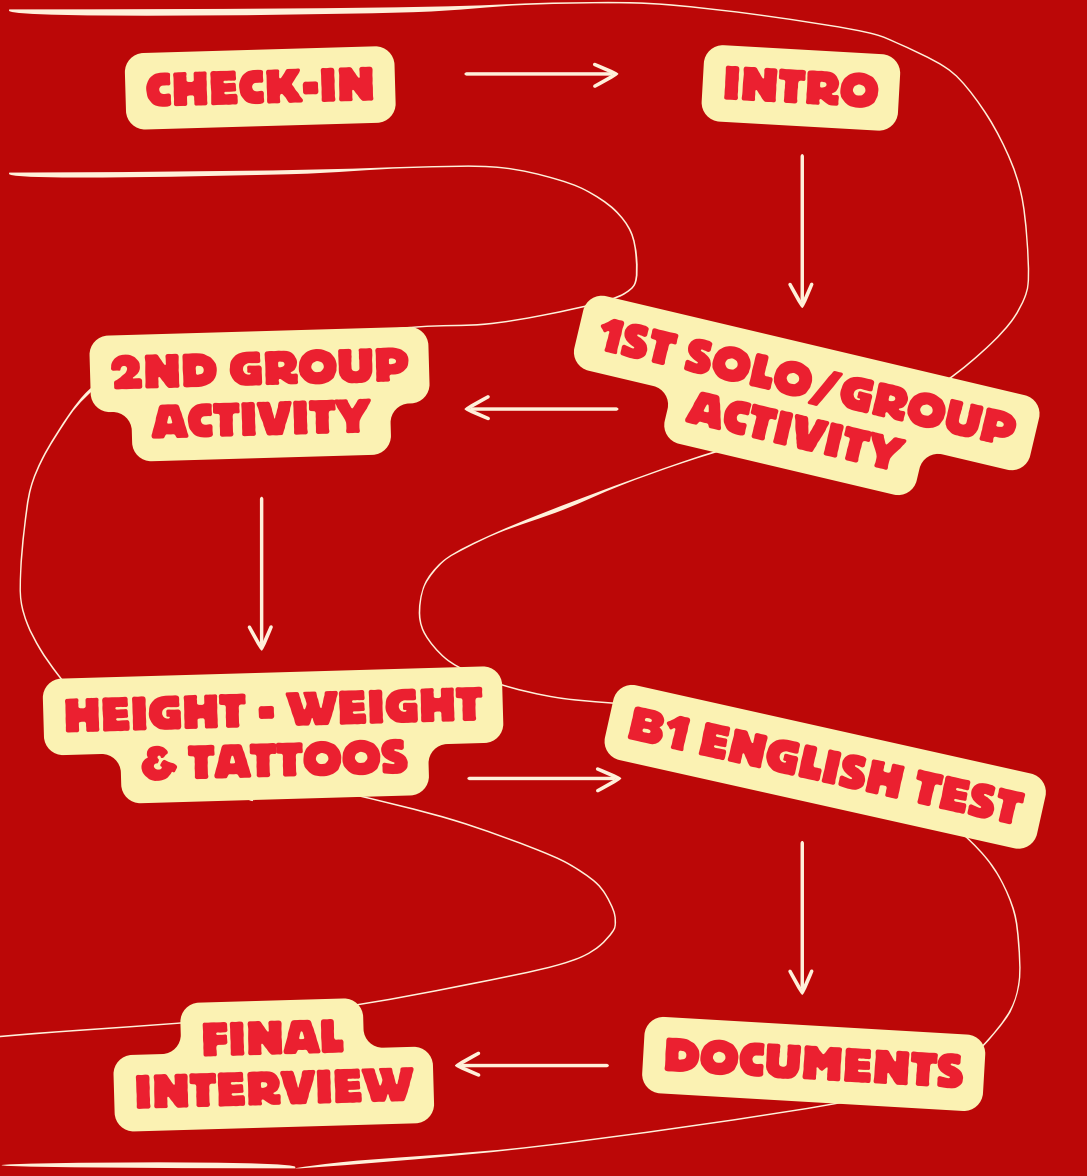 CHECK-IN
INTRO
1ST SOLO/GROUP
ACTIVITY
2ND GROUP
ACTIVITY
HEIGHT - WEIGHT
& TATTOOS
B1 ENGLISH TEST
DOCUMENTS
FINAL
INTERVIEW